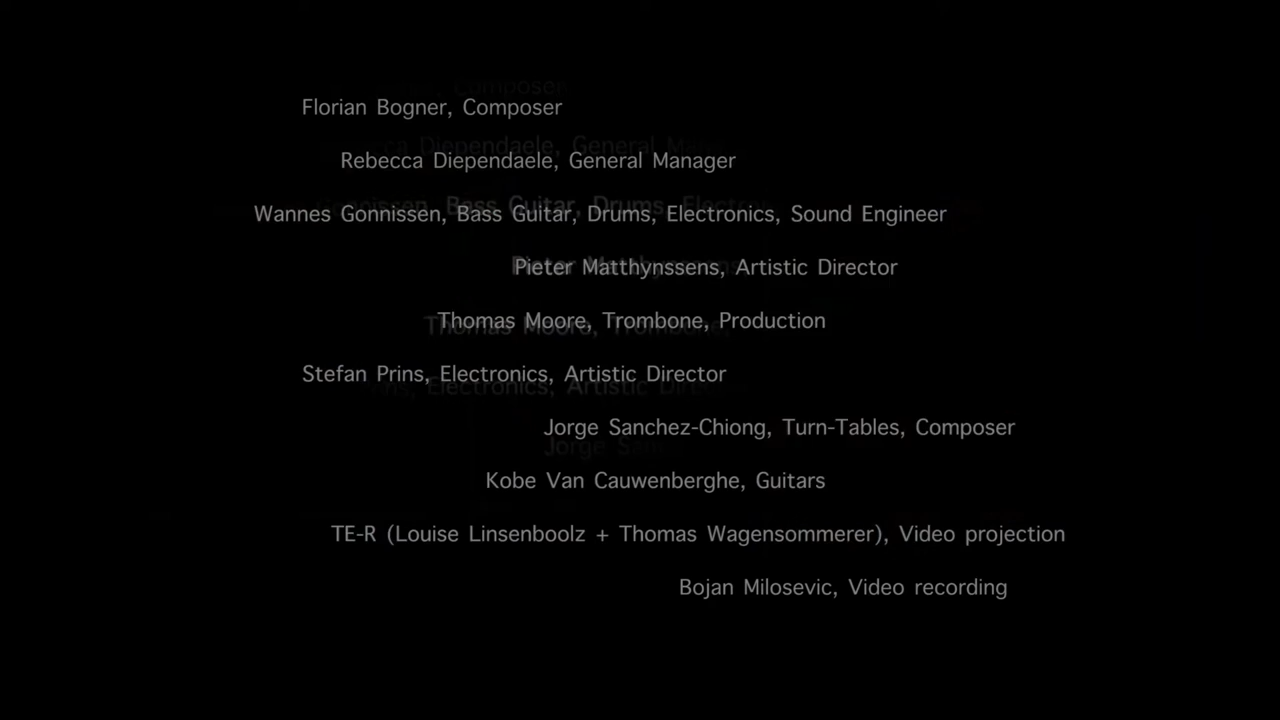 Florian Bogner, Composer
Rebecca Diependaele, General Manager
Wannes Gonnissen, Bass Guitar, Drums, Electronics, Sound Engineer
Pieter Matthynssens, Artistic Director
Thomas Moore, Trombone, Production
Stefan Prins, Electronics, Artistic Director
Jorge Sanchez-Chiong, Turn-Tables, Composer
Kobe Van Cauwenberghe, Guitars
TE-R (Louise Linsenboolz + Thomas Wagensommerer), Video projection
Bojan Milosevic, Video recording